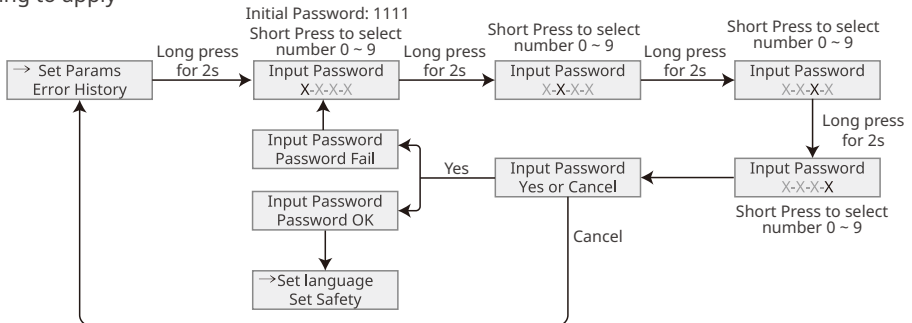 to apply
Initial Password: 1111
Short Press to select
number 0 ~ 9
Short Press to select
number 0 ~ 9
Short Press to select
number 0 ~ 9
Long press
for 2s
Long press
for 2s
Long press
for 2s
→ Set Params
Error History
Input Password
X-X-X-X
Input Password
X-X-X-X
Input Password
X-X-X-X
Long press
for 2s
Input Password
Password Fail
Yes
Input Password
Yes or Cancel
Input Password
X-X-X-X
Input Password
Password OK
Short Press to select
number 0 ~ 9
Cancel
→Set language
Set Safety